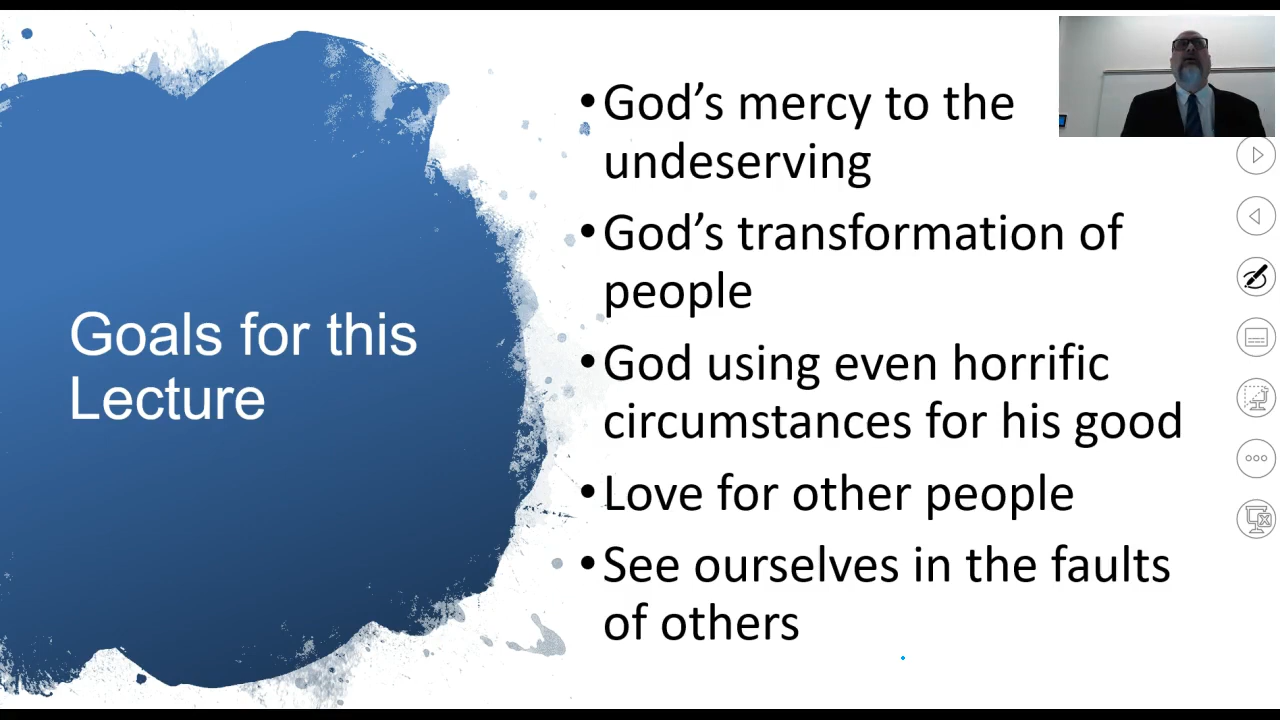 Goals for this
Lecture
•God’s mercy to the
undeserving
•God’s transformation of
people
•God using even horrific
circumstances for his good
•Love for other people
•See ourselves in the faults
of others